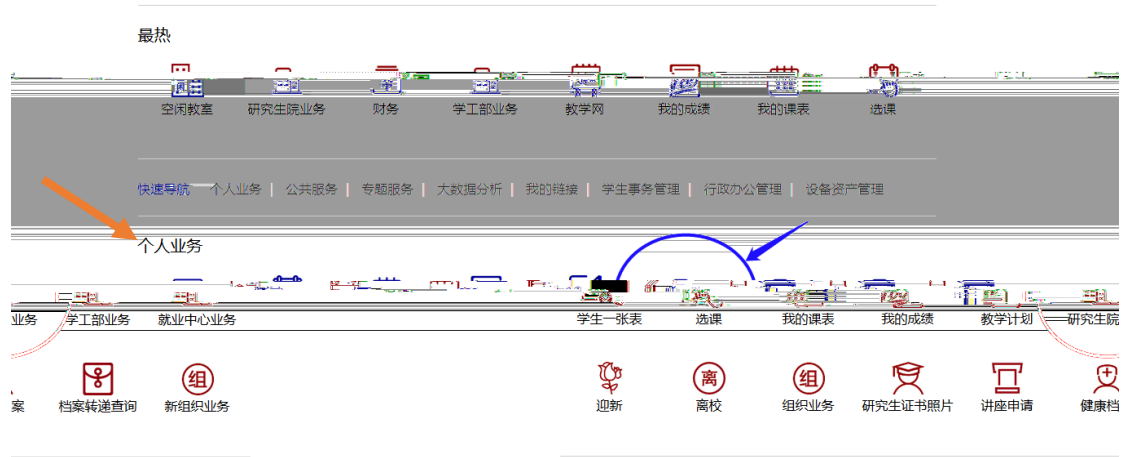 最热
空闲教室 研究生院业务 财务 学工部业务 教学网 我的成绩 我的课表 选课
快速导航 个人业务 | 公共服务 | 专题服务 | 大数据分析 | 我的链接 | 学生事务管理 | 行政办公管理 | 设备资产管理
个人业务
业务 学工部业务 就业中心业务 学生一张表 选课 我的课表 我的成绩 教学计划 研究生院
组 离 组
案 档案转递查询 新组织业务 迎新 离校 组织业务 研究生证书照片 讲座申请 健康档